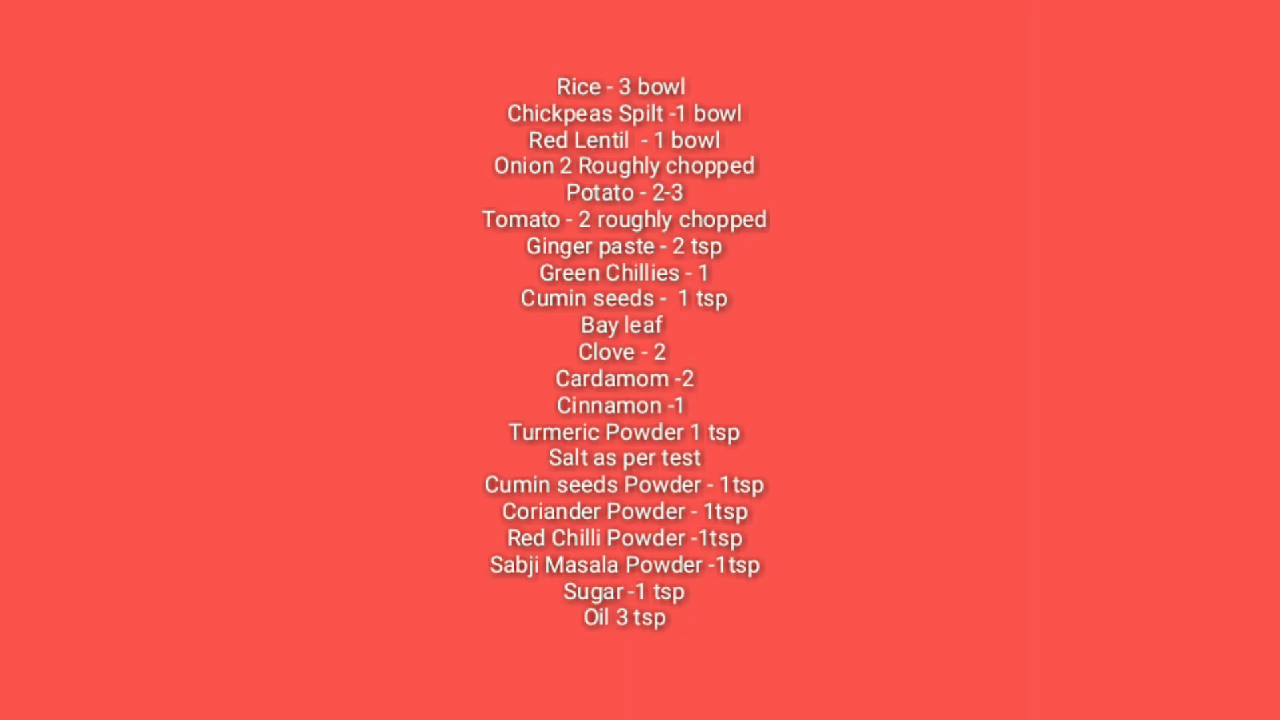 Rice - 3 bowl
Chickpeas Spilt -1 bowl
Red Lentil - 1 bowl
Onion 2 Roughly chopped
Potato - 2-3
Tomato - 2 roughly chopped
Ginger paste - 2 tsp
Green Chillies - 1
Cumin seeds - 1 tsp
Bay leaf
Clove - 2
Cardamom -2
Cinnamon -1
Turmeric Powder 1 tsp
Salt as per test
Cumin seeds Powder - 1tsp
Coriander Powder - 1tsp
Red Chilli Powder -1tsp
Sabji Masala Powder -1tsp
Sugar -1 tsp
Oil 3 tsp